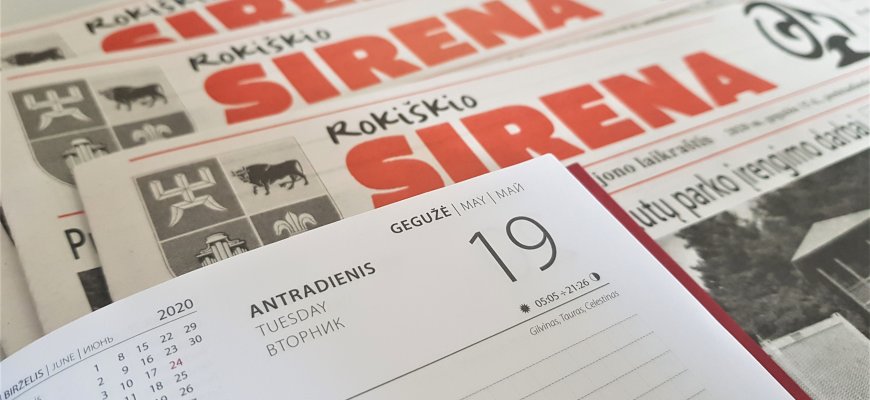 Rokiškio
SIRENA
Rokiškio
SIRENA
Rokiškio
SIRENA
jono laikraštis
utų parko įrengimo darbai
GEGUŽĖ | MAY | МАЙ
19
ANTRADIENIS
TUESDAY
ВТОРНИК
05:05 ÷ 21:26
Gilvinas, Tauras, Celestinas
2020
BIRŽELIS | JUNE | ИЮНЬ
1 8 15 22 29
2 9 16 23 30
3 10 17 24
11 18 25